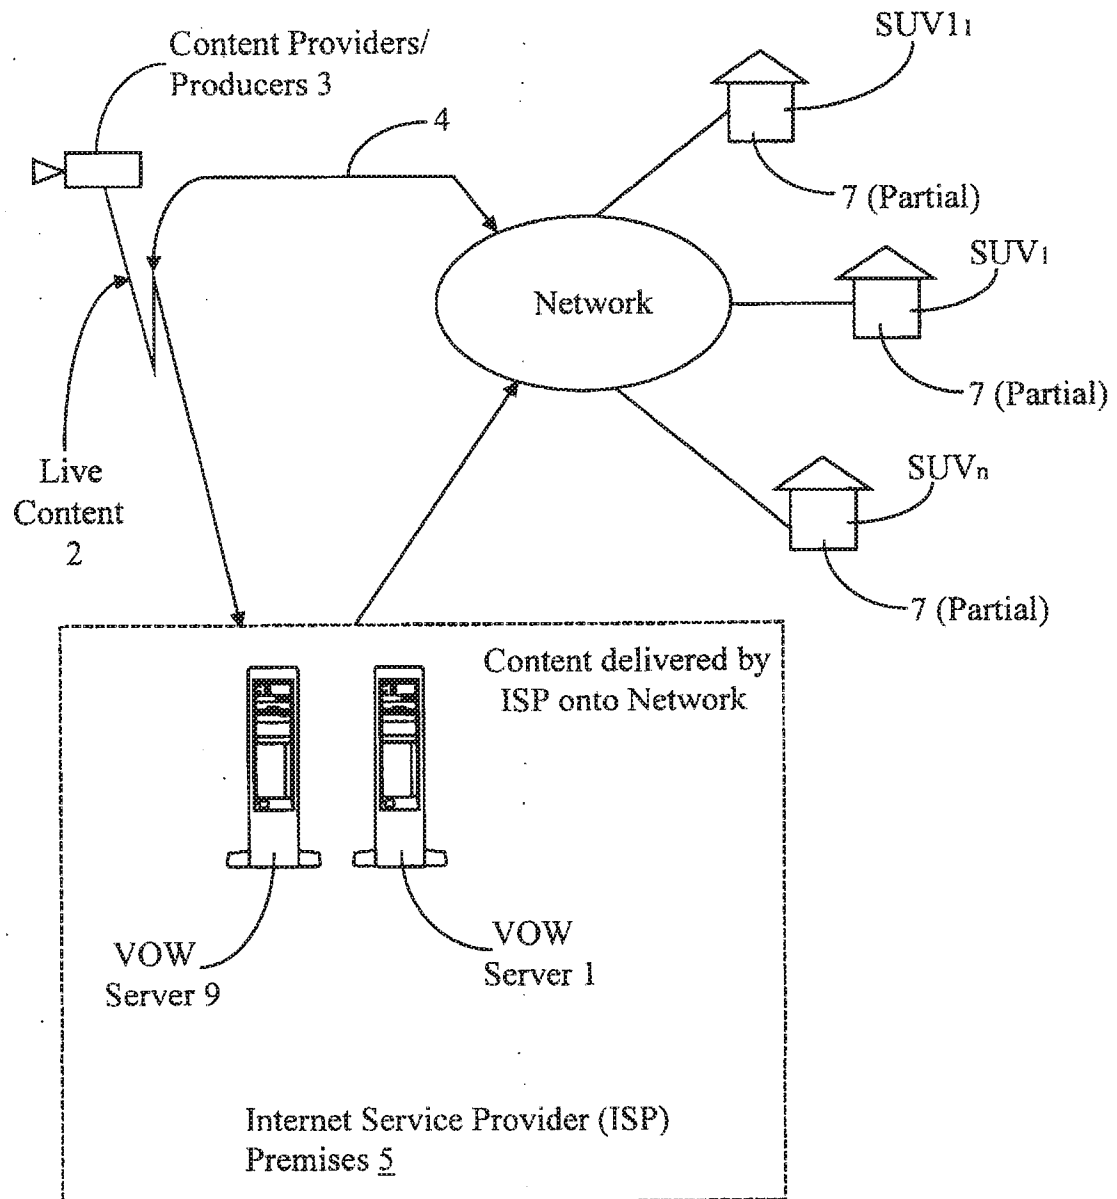 SUV1₁
Content Providers/
Producers 3
4
7 (Partial)
SUV₁
Network
7 (Partial)
Live
Content
2
SUVₙ
7 (Partial)
Content delivered by
ISP onto Network
VOW
Server 9
VOW
Server 1
Internet Service Provider (ISP)
Premises 5